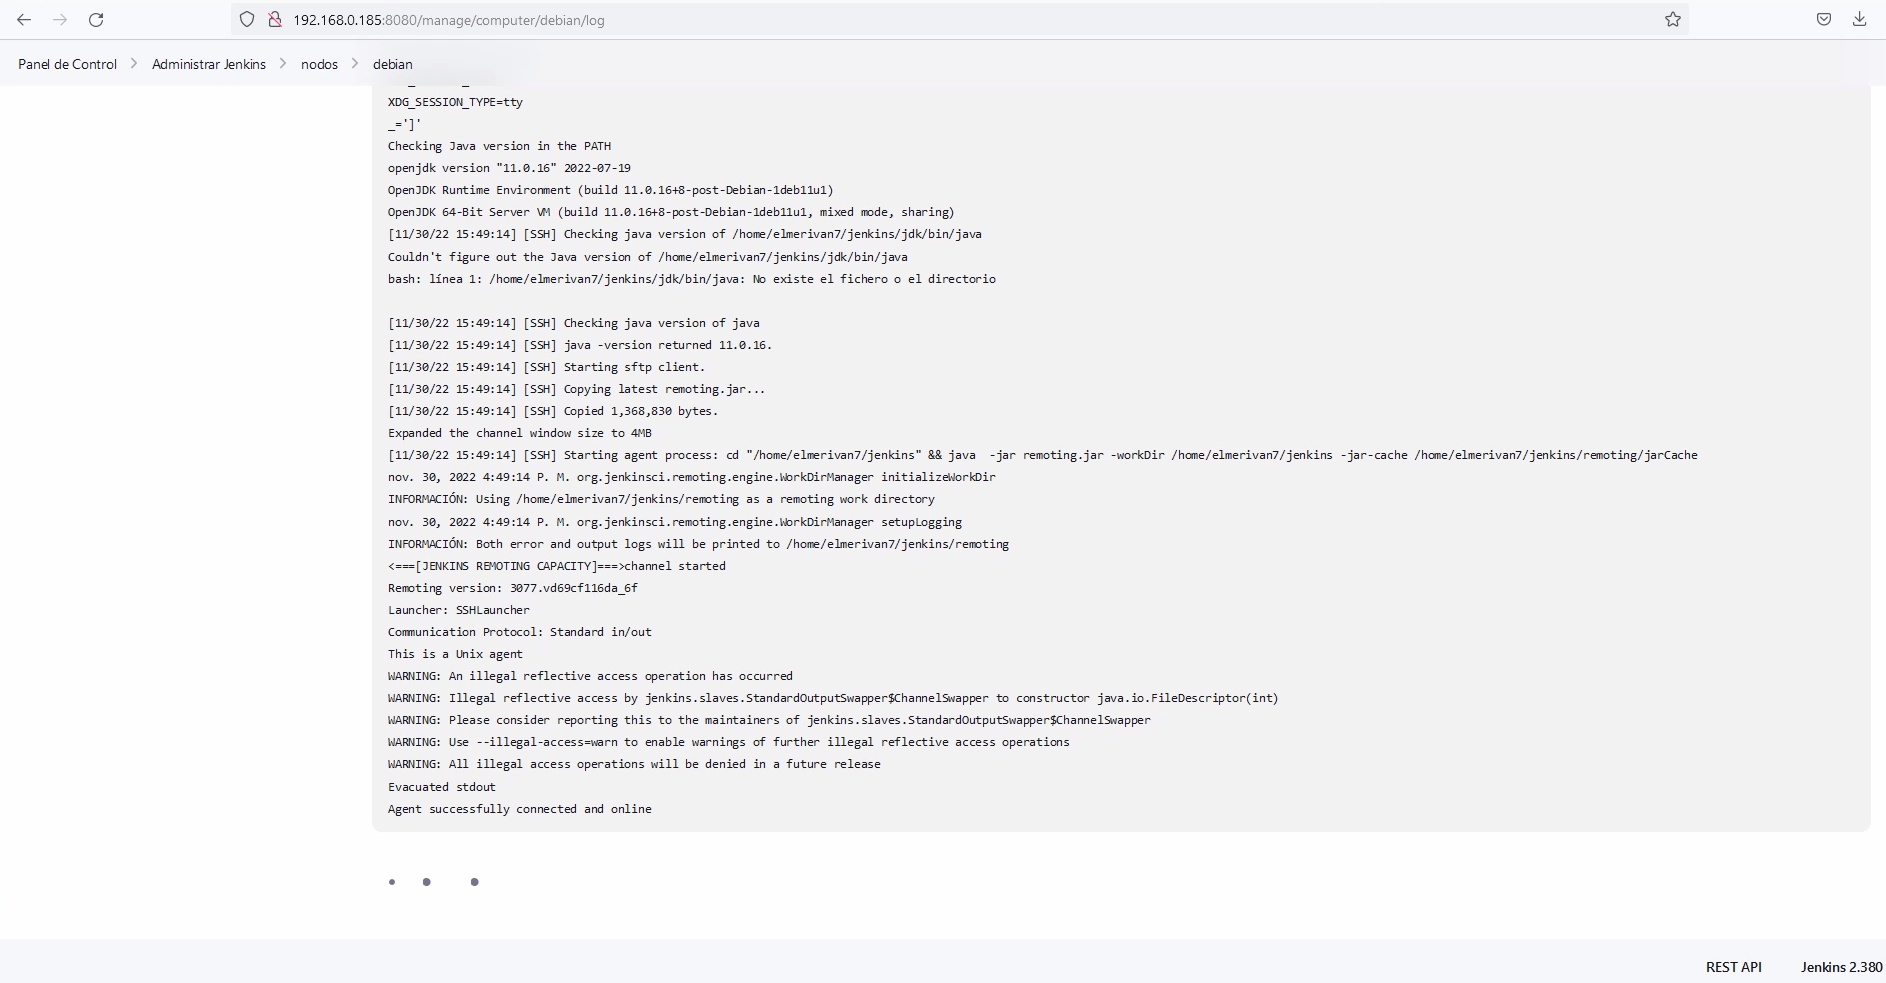 192.168.0.185:8080/manage/computer/debian/log
Panel de Control > Administrar Jenkins > nodos > debian
XDG_SESSION_TYPE=tty
_=']'
Checking Java version in the PATH
openjdk version "11.0.16" 2022-07-19
OpenJDK Runtime Environment (build 11.0.16+8-post-Debian-1deb11u1)
OpenJDK 64-Bit Server VM (build 11.0.16+8-post-Debian-1deb11u1, mixed mode, sharing)
[11/30/22 15:49:14] [SSH] Checking java version of /home/elmerivan7/jenkins/jdk/bin/java
Couldn't figure out the Java version of /home/elmerivan7/jenkins/jdk/bin/java
bash: línea 1: /home/elmerivan7/jenkins/jdk/bin/java: No existe el fichero o el directorio
[11/30/22 15:49:14] [SSH] Checking java version of java
[11/30/22 15:49:14] [SSH] java -version returned 11.0.16.
[11/30/22 15:49:14] [SSH] Starting sftp client.
[11/30/22 15:49:14] [SSH] Copying latest remoting.jar...
[11/30/22 15:49:14] [SSH] Copied 1,368,830 bytes.
Expanded the channel window size to 4MB
[11/30/22 15:49:14] [SSH] Starting agent process: cd "/home/elmerivan7/jenkins" && java  -jar remoting.jar -workDir /home/elmerivan7/jenkins -jar-cache /home/elmerivan7/jenkins/remoting/jarCache
nov. 30, 2022 4:49:14 P. M. org.jenkinsci.remoting.engine.WorkDirManager initializeWorkDir
INFORMACIÓN: Using /home/elmerivan7/jenkins/remoting as a remoting work directory
nov. 30, 2022 4:49:14 P. M. org.jenkinsci.remoting.engine.WorkDirManager setupLogging
INFORMACIÓN: Both error and output logs will be printed to /home/elmerivan7/jenkins/remoting
<===[JENKINS REMOTING CAPACITY]===>channel started
Remoting version: 3077.vd69cf116da_6f
Launcher: SSHLauncher
Communication Protocol: Standard in/out
This is a Unix agent
WARNING: An illegal reflective access operation has occurred
WARNING: Illegal reflective access by jenkins.slaves.StandardOutputSwapper$ChannelSwapper to constructor java.io.FileDescriptor(int)
WARNING: Please consider reporting this to the maintainers of jenkins.slaves.StandardOutputSwapper$ChannelSwapper
WARNING: Use --illegal-access=warn to enable warnings of further illegal reflective access operations
WARNING: All illegal access operations will be denied in a future release
Evacuated stdout
Agent successfully connected and online
REST API Jenkins 2.380